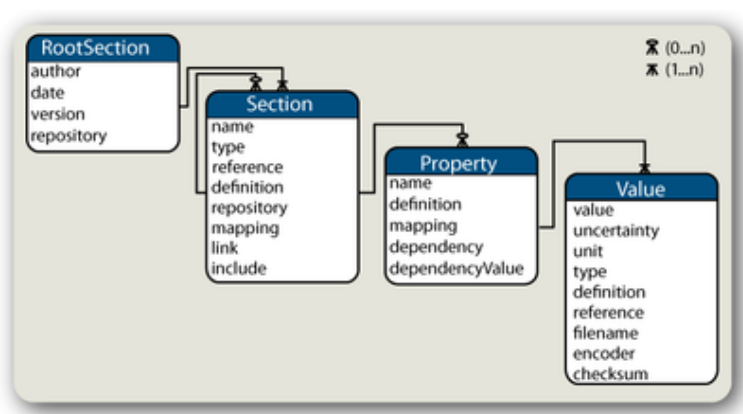 RootSection
author
date
version
repository
(0...n)
(1...n)
Section
name
type
reference
definition
repository
mapping
link
include
Property
name
definition
mapping
dependency
dependencyValue
Value
value
uncertainty
unit
type
definition
reference
filename
encoder
checksum